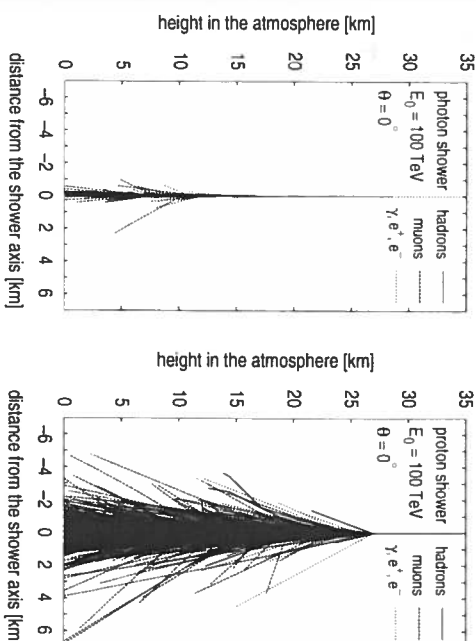 height in the atmosphere [km]
0 5 10 15 20 25 30 35
photon shower
E₀ = 100 TeV
θ = 0°
hadrons
muons
γ, e⁺, e⁻
−6 −4 −2 0 2 4 6
distance from the shower axis [km]
height in the atmosphere [km]
0 5 10 15 20 25 30 35
proton shower
E₀ = 100 TeV
θ = 0°
hadrons
muons
γ, e⁺, e⁻
−6 −4 −2 0 2 4 6
distance from the shower axis [km